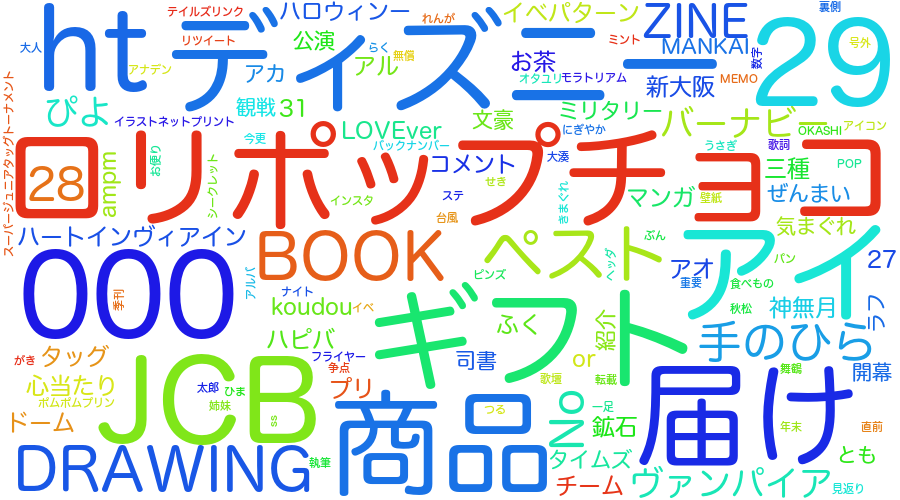 大人
ht
テイルズリンク
リツイート
ハロウィンー
れんが
イベパターン
ZINE
裏側
ディズニー
公演
らく
無償
アル
アカ
アナデン
お茶
オタユリ
モラトリアム
ミント
MANKAI
数字
新大阪
MEMO
29
号外
ぴよ
イラストネットプリント
観戦
31
今更
LOVEver
バックナンバー
文豪
ミリタリー
にぎやか
バーナビー
OKASHI
アイコン
うさぎ
歌詞
スーパージュニアタッグトーナメント
ロリポップチョコ
28
ampm
お便り
シークレット
コメント
大湊
インスタ
ステ
せき
きまぐれ
台風
マンガ
壁紙
三種
POP
ぜんまい
気まぐれ
ハートインヴィアイン
BOOK
ペスト
ぶん
ヘッダ
ピンズ
アイ
アオ
重要
パン
27
食べもの
000
季刊
アルバ
ナイト
koudou
イベ
ギフト
ふく
紹介
秋松
神無月
ラフ
ハピバ
フライヤー
争点
司書
or
手のひら
がき
タッグ
心当たり
ポムポムプリン
JCB
太郎
ひま
姉妹
ss
プリ
歌壇
転載
舞鶴
開幕
ドーム
商品
つる
NO
一足
鉱石
届け
年末
直前
DRAWING
執筆
タイムズ
チーム
ヴァンパイア
とも
見返り